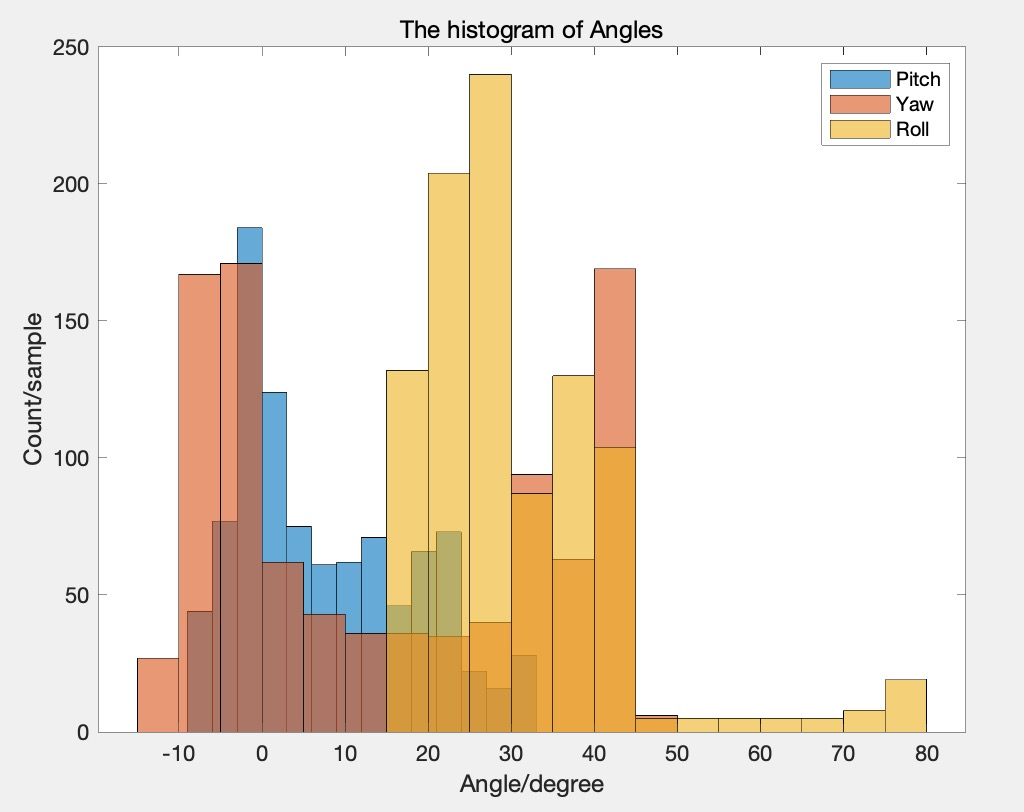 The histogram of Angles
250
200
150
100
50
0
Count/sample
Pitch
Yaw
Roll
-10 0 10 20 30 40 50 60 70 80
Angle/degree